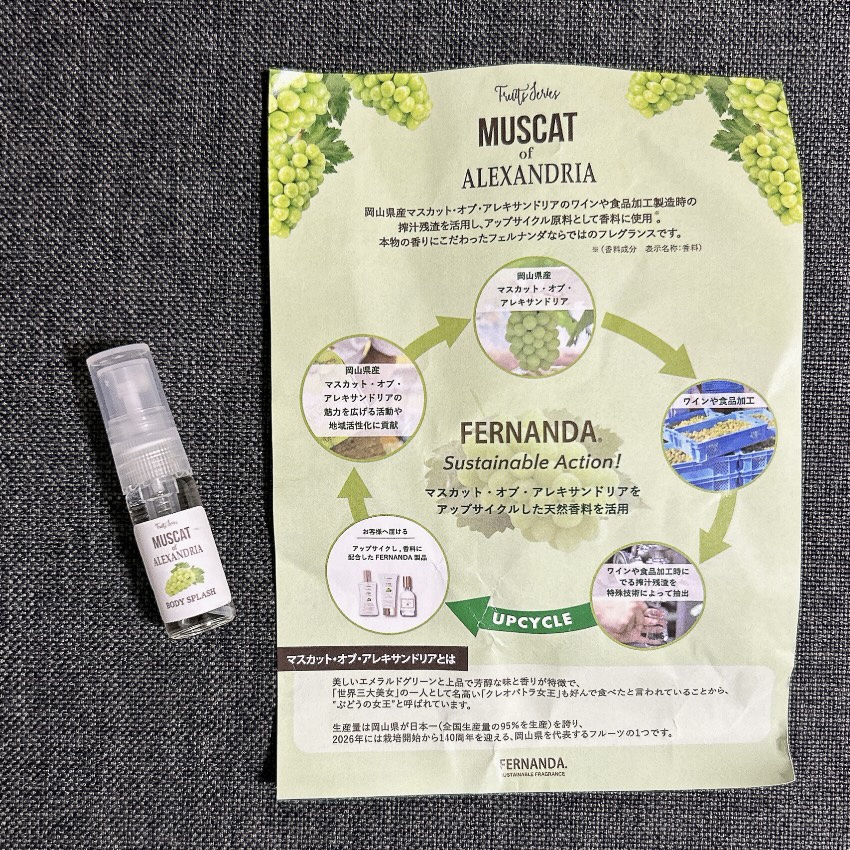 Fruits Series
MUSCAT
of
ALEXANDRIA
岡山県産マスカット・オブ・アレキサンドリアのワインや食品加工製造時の
搾汁残渣を活用し、アップサイクル原料として香料に使用※。
本物の香りにこだわったフェルナンダならではのフレグランスです。
※(香料成分 表示名称:香料)
岡山県産
マスカット・オブ・
アレキサンドリア
ワインや食品加工
ワインや食品加工時に
でる搾汁残渣を
特殊技術によって抽出
UPCYCLE
お客様へ届ける
アップサイクルし、香料に
配合した FERNANDA 製品
岡山県産
マスカット・オブ・
アレキサンドリアの
魅力を広げる活動や
地域活性化に貢献
FERNANDA®
Sustainable Action!
マスカット・オブ・アレキサンドリアを
アップサイクルした天然香料を活用
マスカット・オブ・アレキサンドリアとは
美しいエメラルドグリーンと上品で芳醇な味と香りが特徴で、
「世界三大美女」の一人として名高い「クレオパトラ女王」も好んで食べたと言われていることから、
"ぶどうの女王"と呼ばれています。
生産量は岡山県が日本一(全国生産量の95%を生産)を誇り、
2026年には栽培開始から140周年を迎える、岡山県を代表するフルーツの1つです。
FERNANDA.
SUSTAINABLE FRAGRANCE
Fruits Series
MUSCAT
of
ALEXANDRIA
BODY SPLASH